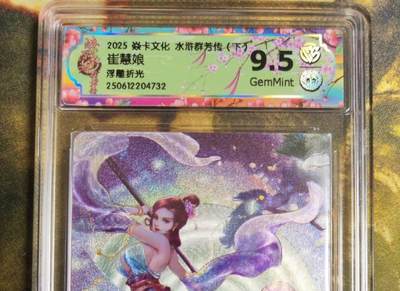 2025 焱卡文化 水浒群芳传（下）
崔慧娘
浮雕折光
250612204732
9.5
GemMint